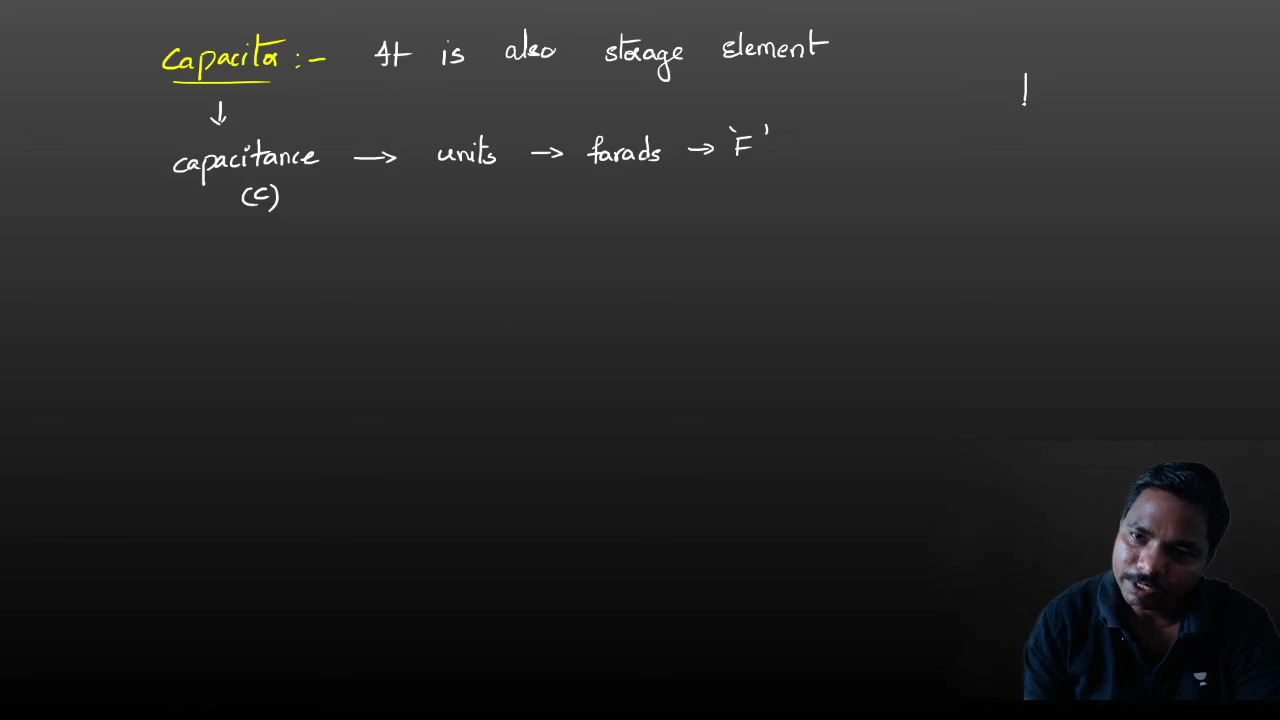 Capacitor :- It is also storage element
↓
capacitance → units → farads → 'F'
(C)